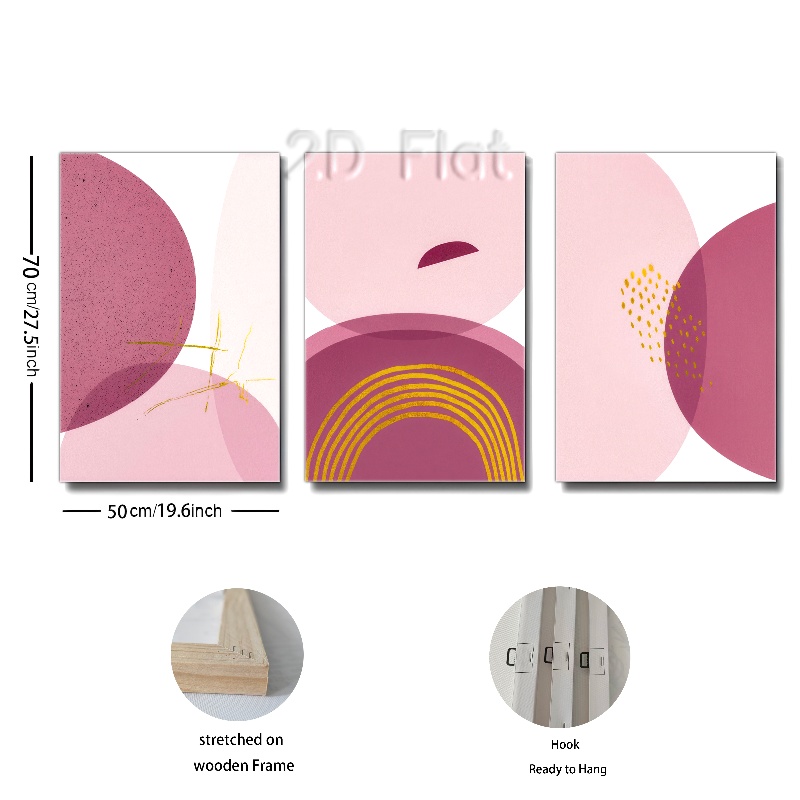 2D Flat
70 cm/27.5inch
50cm/19.6inch
stretched on
wooden Frame
Hook
Ready to Hang